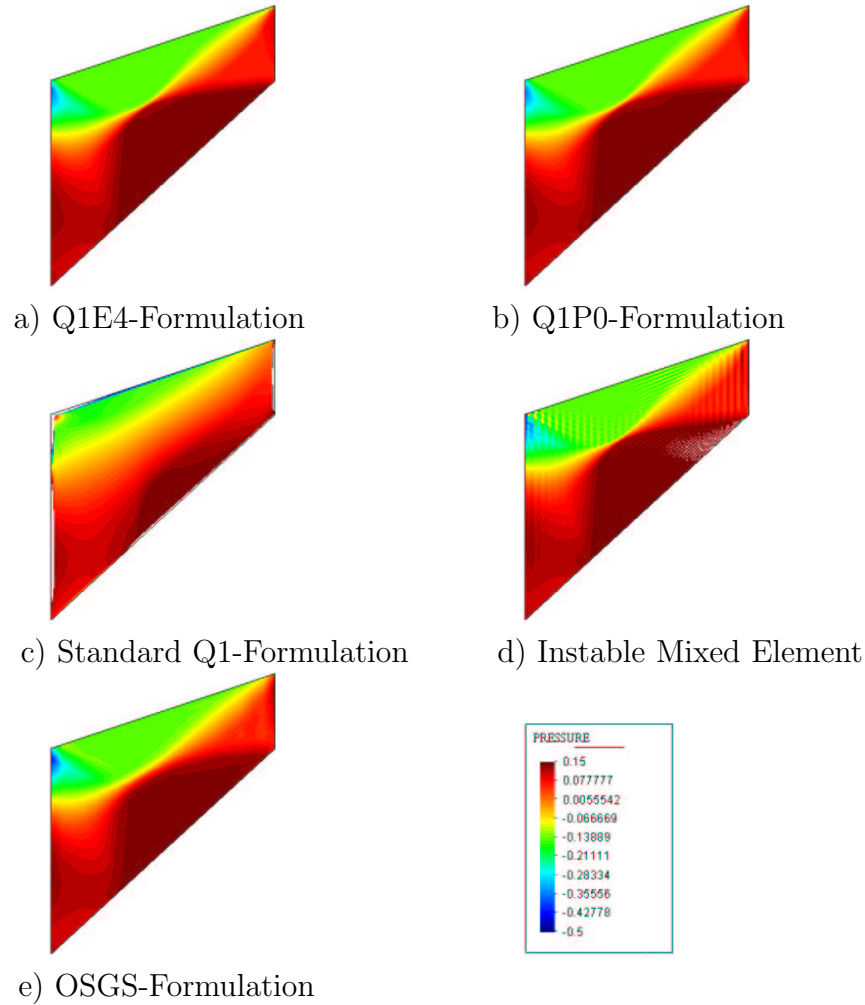 a) Q1E4-Formulation
b) Q1P0-Formulation
c) Standard Q1-Formulation
d) Instable Mixed Element
PRESSURE
0.15
0.077777
0.0055542
-0.066669
-0.13889
-0.21111
-0.28334
-0.35556
-0.42778
-0.5
e) OSGS-Formulation